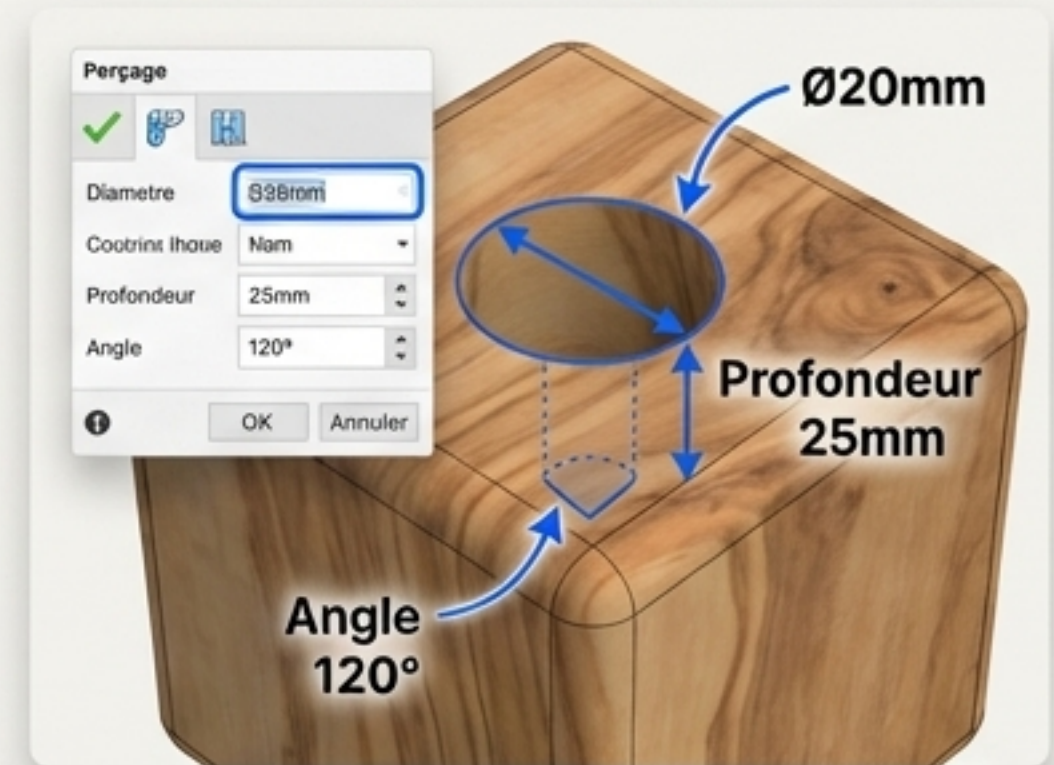 Perçage
Diametre
Nam
Profondeur
25mm
Angle
120°
OK
Annuler
Ø20mm
Profondeur
25mm
Angle
120°